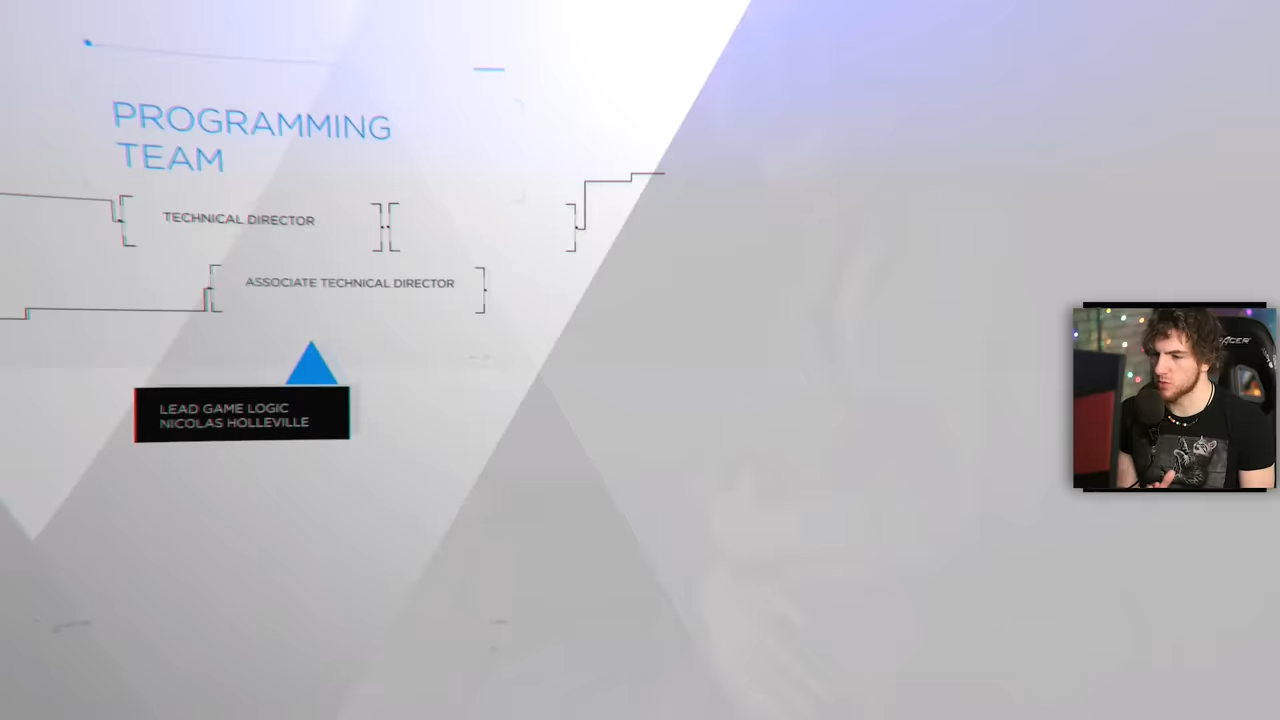 PROGRAMMING
TEAM
TECHNICAL DIRECTOR
ASSOCIATE TECHNICAL DIRECTOR
LEAD GAME LOGIC
NICOLAS HOLLEVILLE